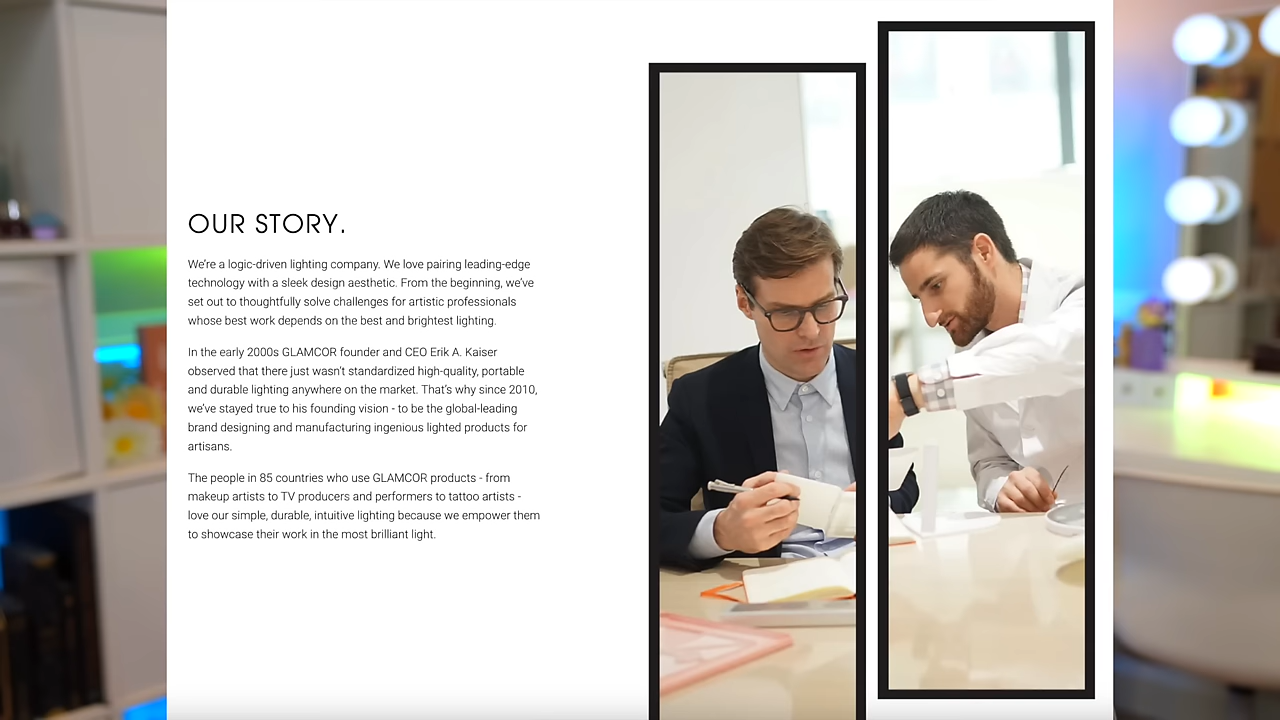 OUR STORY.
We're a logic-driven lighting company. We love pairing leading-edge
technology with a sleek design aesthetic. From the beginning, we've
set out to thoughtfully solve challenges for artistic professionals
whose best work depends on the best and brightest lighting.
In the early 2000s GLAMCOR founder and CEO Erik A. Kaiser
observed that there just wasn't standardized high-quality, portable
and durable lighting anywhere on the market. That's why since 2010,
we've stayed true to his founding vision - to be the global-leading
brand designing and manufacturing ingenious lighted products for
artisans.
The people in 85 countries who use GLAMCOR products - from
makeup artists to TV producers and performers to tattoo artists -
love our simple, durable, intuitive lighting because we empower them
to showcase their work in the most brilliant light.